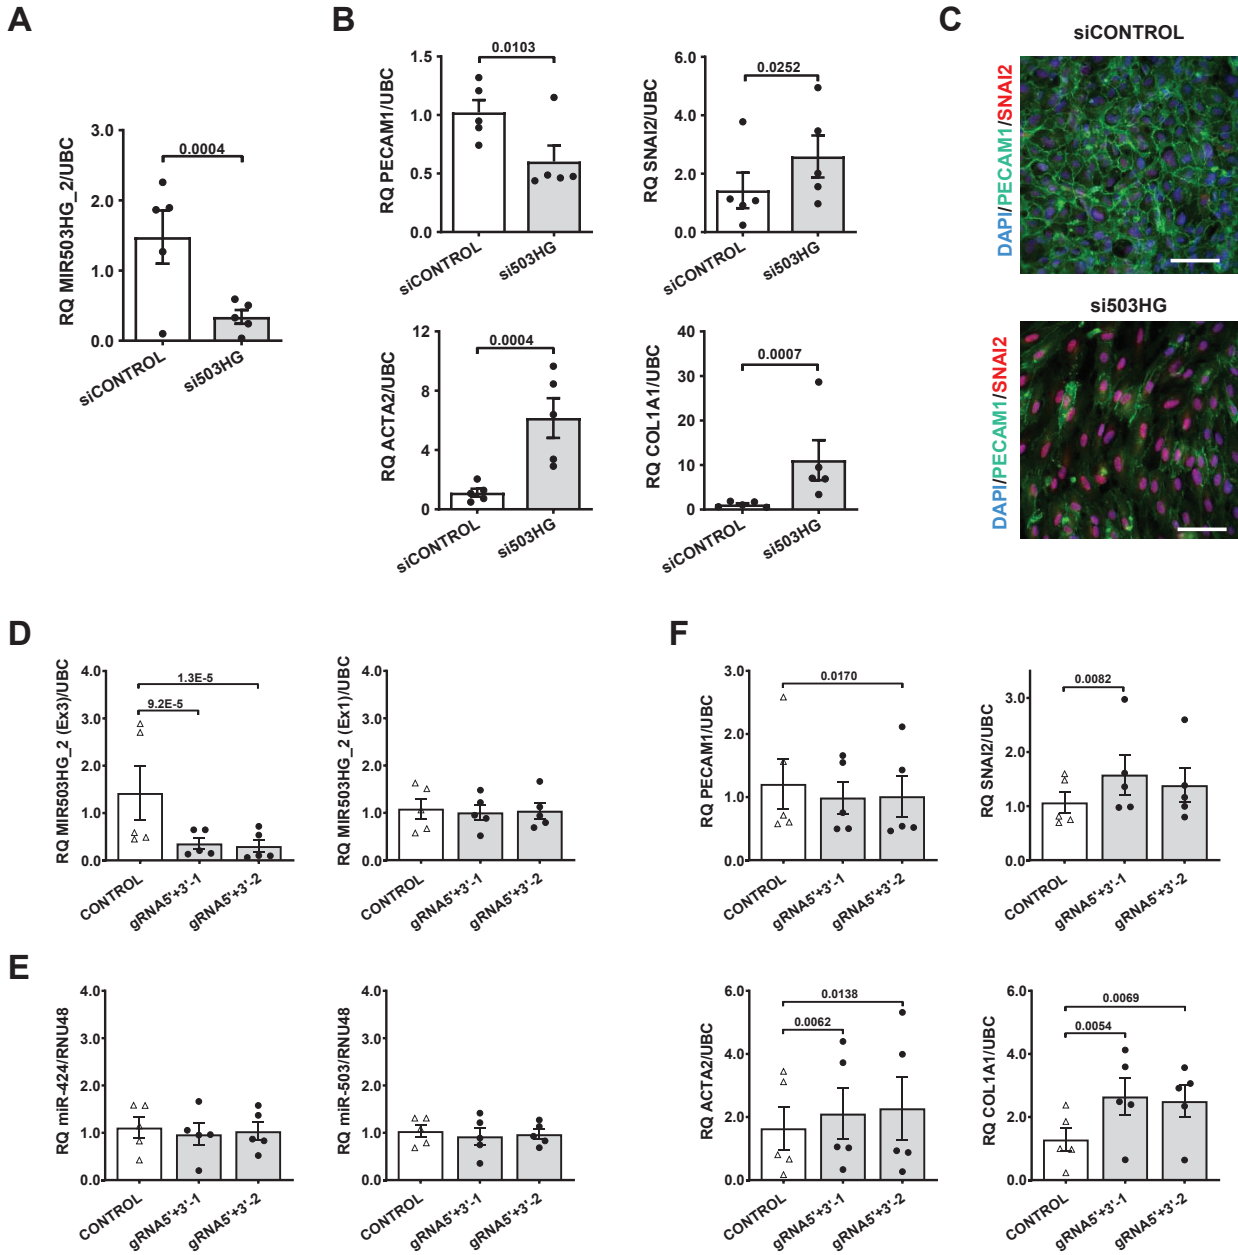 A
RQ MIR503HG_2/UBC
3.0
2.0
1.0
0.0
0.0004
siCONTROL
si503HG
B
RQ PECAM1/UBC
1.5
1.0
0.5
0.0
0.0103
siCONTROL
si503HG
RQ SNAI2/UBC
6.0
4.0
2.0
0.0
0.0252
siCONTROL
si503HG
RQ ACTA2/UBC
12
8
4
0
0.0004
siCONTROL
si503HG
RQ COL1A1/UBC
40
30
20
10
0
0.0007
siCONTROL
si503HG
C
siCONTROL
DAPI/PECAM1/SNAI2
si503HG
DAPI/PECAM1/SNAI2
D
RQ MIR503HG_2 (Ex3)/UBC
4.0
3.0
2.0
1.0
0.0
1.3E-5
9.2E-5
CONTROL
gRNA5'+3'-1
gRNA5'+3'-2
RQ MIR503HG_2 (Ex1)/UBC
4.0
3.0
2.0
1.0
0.0
CONTROL
gRNA5'+3'-1
gRNA5'+3'-2
E
RQ miR-424/RNU48
4.0
3.0
2.0
1.0
0.0
CONTROL
gRNA5'+3'-1
gRNA5'+3'-2
RQ miR-503/RNU48
4.0
3.0
2.0
1.0
0.0
CONTROL
gRNA5'+3'-1
gRNA5'+3'-2
F
RQ PECAM1/UBC
3.0
2.0
1.0
0.0
0.0170
CONTROL
gRNA5'+3'-1
gRNA5'+3'-2
RQ SNAI2/UBC
3.0
2.0
1.0
0.0
0.0082
CONTROL
gRNA5'+3'-1
gRNA5'+3'-2
RQ ACTA2/UBC
6.0
4.0
2.0
0.0
0.0138
0.0062
CONTROL
gRNA5'+3'-1
gRNA5'+3'-2
RQ COL1A1/UBC
6.0
4.0
2.0
0.0
0.0069
0.0054
CONTROL
gRNA5'+3'-1
gRNA5'+3'-2